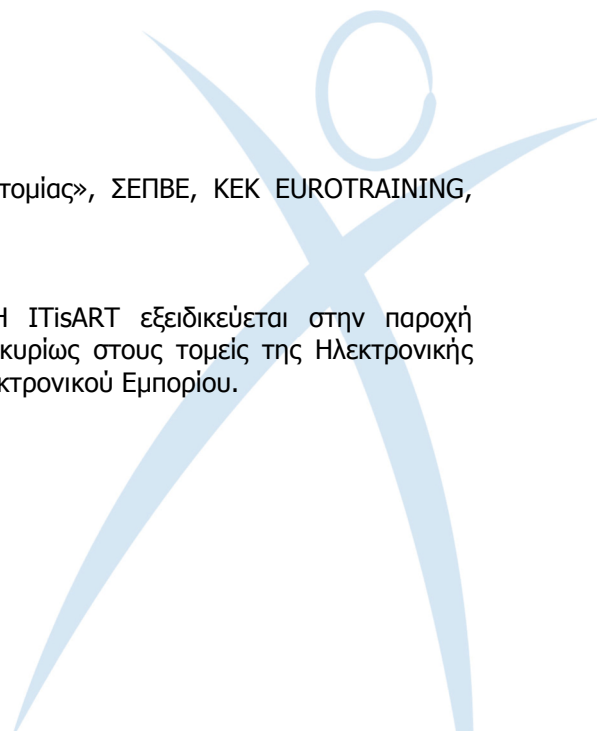 τομίας», ΣΕΠΒΕ, ΚΕΚ EUROTRAINING,
Η ITisART εξειδικεύεται στην παροχή
κυρίως στους τομείς της Ηλεκτρονικής
κτρονικού Εμπορίου.